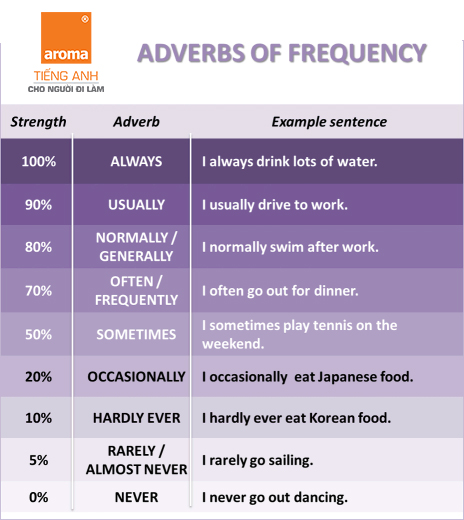 aroma®
TIẾNG ANH
CHO NGƯỜI ĐI LÀM
ADVERBS OF FREQUENCY
Strength Adverb Example sentence
100% ALWAYS I always drink lots of water.
90% USUALLY I usually drive to work.
80% NORMALLY / GENERALLY I normally swim after work.
70% OFTEN / FREQUENTLY I often go out for dinner.
50% SOMETIMES I sometimes play tennis on the weekend.
20% OCCASIONALLY I occasionally  eat Japanese food.
10% HARDLY EVER I hardly ever eat Korean food.
5% RARELY / ALMOST NEVER I rarely go sailing.
0% NEVER I never go out dancing.